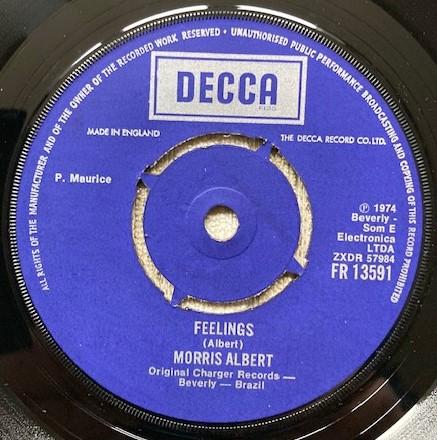 ALL RIGHTS OF THE MANUFACTURER AND OF THE OWNER OF THE RECORDED WORK RESERVED · UNAUTHORISED PUBLIC PERFORMANCE BROADCASTING AND COPYING OF THIS RECORD PROHIBITED
DECCA
MADE IN ENGLAND
THE DECCA RECORD CO. LTD.
P. Maurice
℗ 1974
Beverly -
Som E
Electronica
LTDA
ZXDR 57984
FR 13591
FEELINGS
(Albert)
MORRIS ALBERT
Original Charger Records —
Beverly — Brazil